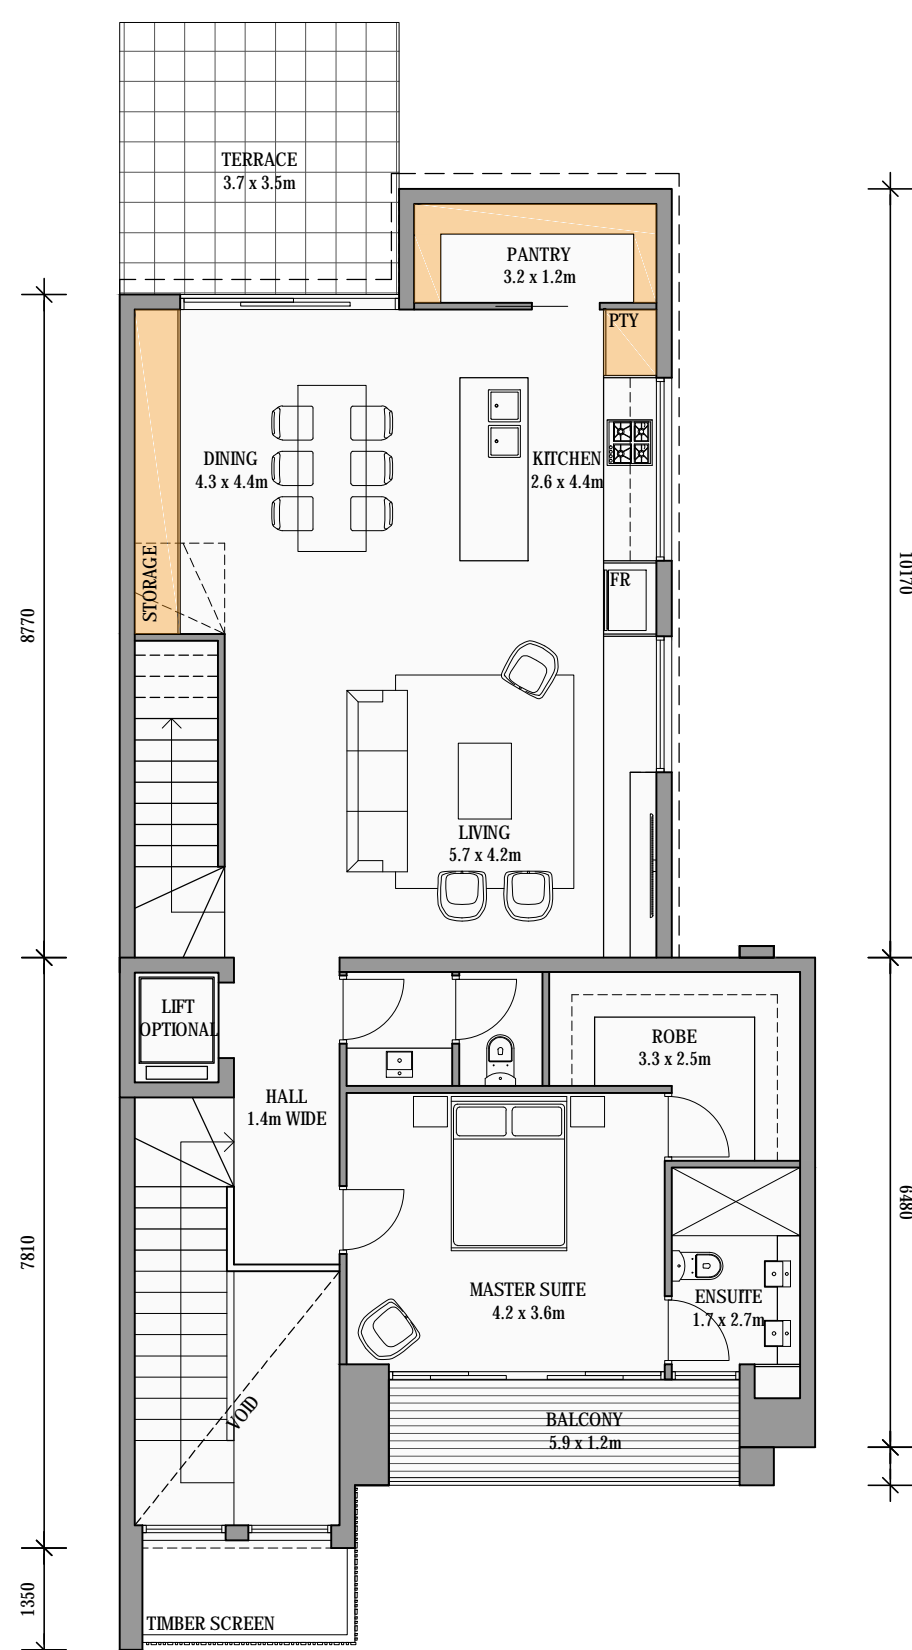 TERRACE
3.7 x 3.5m
PANTRY
3.2 x 1.2m
PTY
DINING
4.3 x 4.4m
KITCHEN
2.6 x 4.4m
STORAGE
FR
8770
10170
LIVING
5.7 x 4.2m
LIFT
OPTIONAL
ROBE
3.3 x 2.5m
HALL
1.4m WIDE
MASTER SUITE
4.2 x 3.6m
ENSUITE
1.7 x 2.7m
7810
6480
VOID
BALCONY
5.9 x 1.2m
1350
TIMBER SCREEN